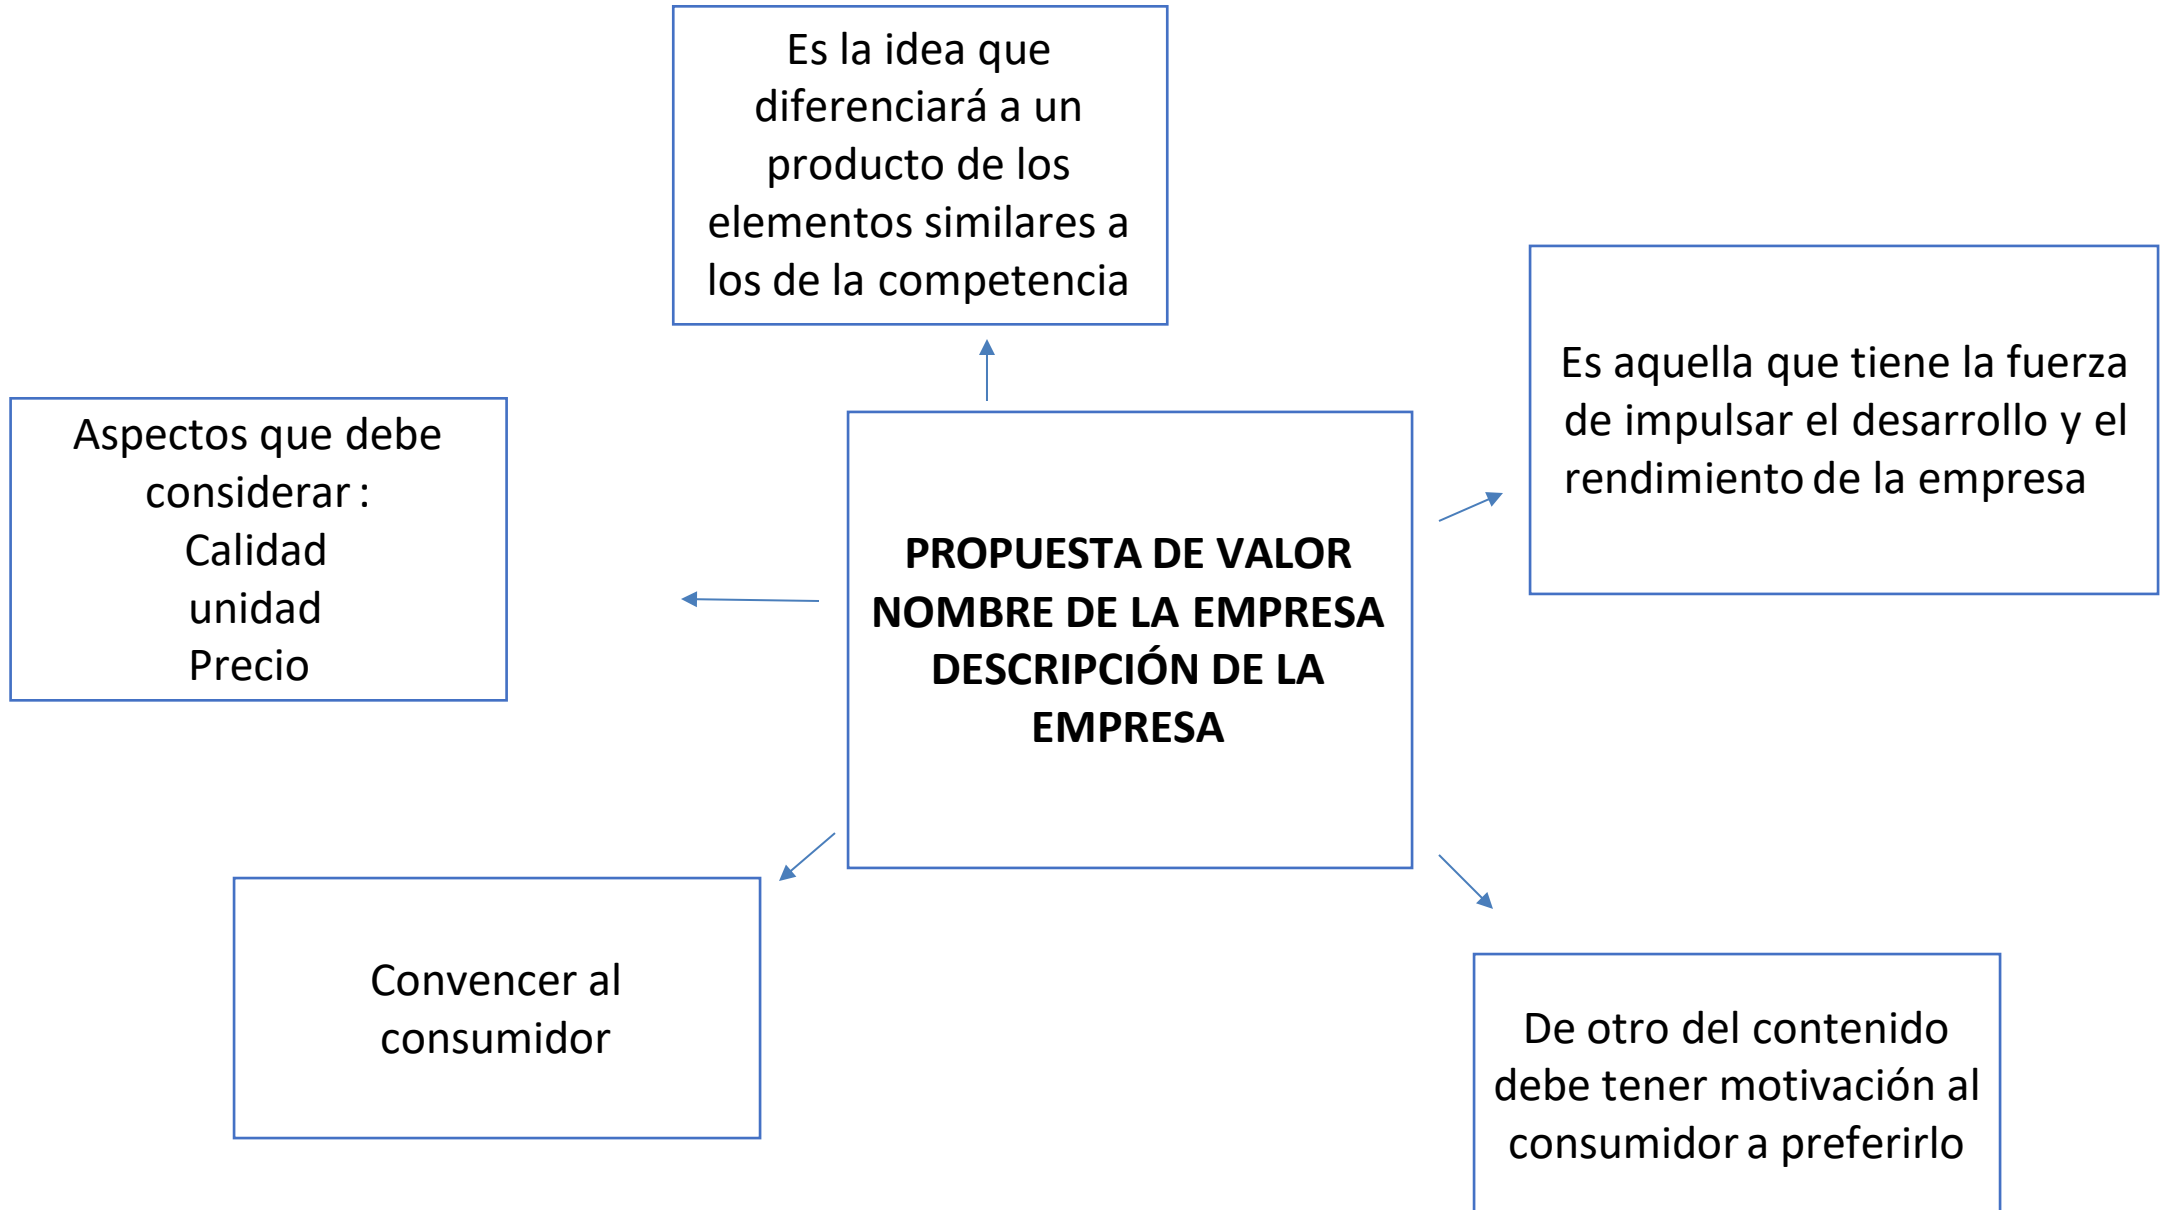 Es la idea que
diferenciará a un
producto de los
elementos similares a
los de la competencia
Es aquella que tiene la fuerza
de impulsar el desarrollo y el
rendimiento de la empresa
Aspectos que debe
considerar :
Calidad
unidad
Precio
PROPUESTA DE VALOR
NOMBRE DE LA EMPRESA
DESCRIPCIÓN DE LA
EMPRESA
Convencer al
consumidor
De otro del contenido
debe tener motivación al
consumidor a preferirlo